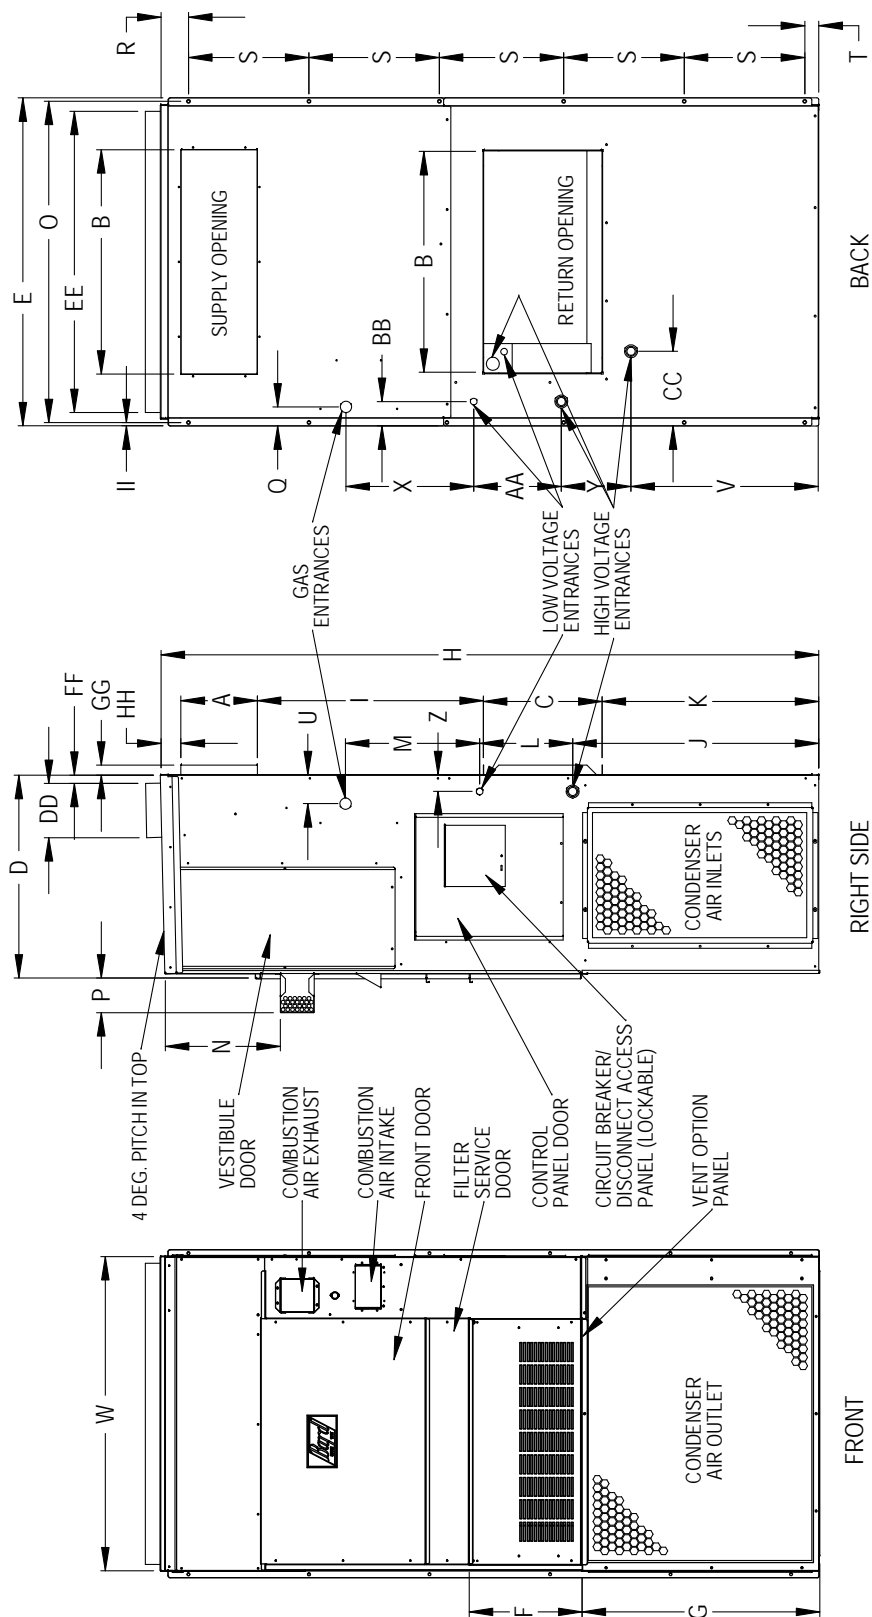 W
F
G
Bard
CONDENSER
AIR OUTLET
FRONT
4 DEG. PITCH IN TOP
VESTIBULE
DOOR
COMBUSTION
AIR EXHAUST
COMBUSTION
AIR INTAKE
FRONT DOOR
FILTER
SERVICE
DOOR
CONTROL
PANEL DOOR
CIRCUIT BREAKER/
DISCONNECT ACCESS
PANEL (LOCKABLE)
VENT OPTION
PANEL
P
D
N
DD
FF
GG
HH
A
I
U
M
Z
L
C
J
K
H
CONDENSER
AIR INLETS
RIGHT SIDE
GAS
ENTRANCES
LOW VOLTAGE
ENTRANCES
HIGH VOLTAGE
ENTRANCES
II
E
O
EE
B
R
S
S
S
S
S
T
Q
BB
B
X
AA
Y
V
CC
SUPPLY OPENING
RETURN OPENING
BACK